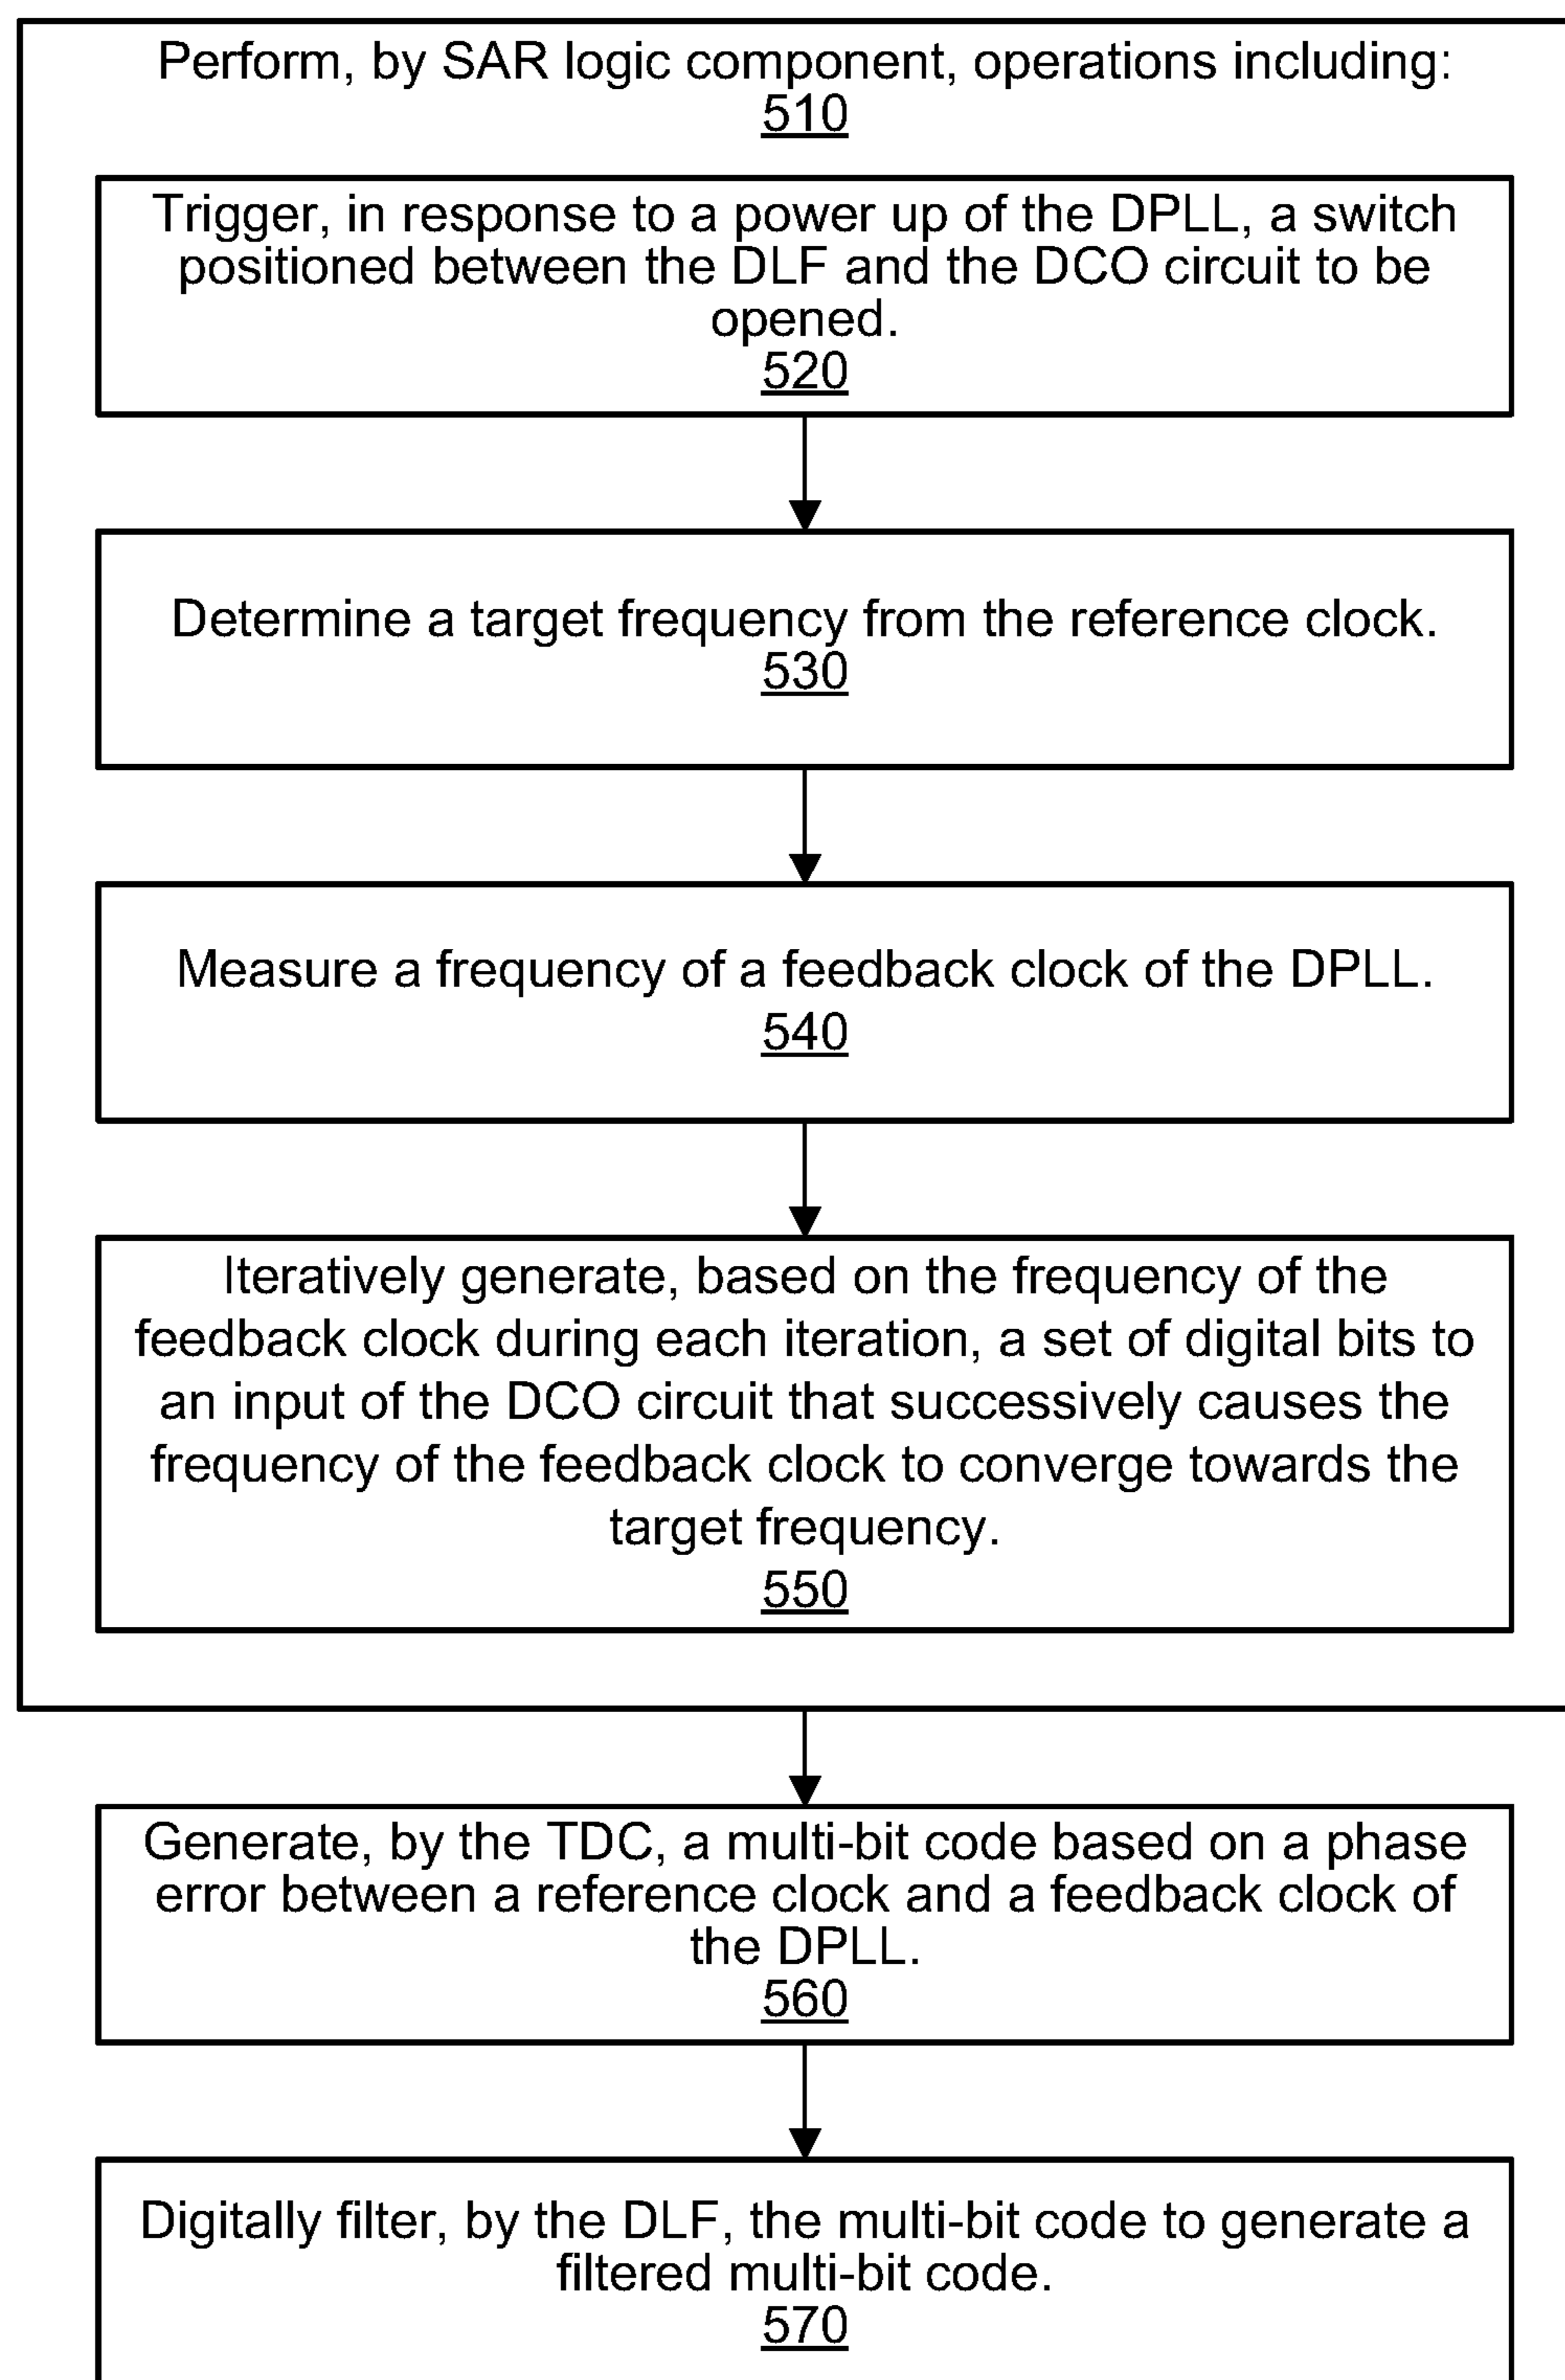 Perform, by SAR logic component, operations including:
510
Trigger, in response to a power up of the DPLL, a switch
positioned between the DLF and the DCO circuit to be
opened.
520
Determine a target frequency from the reference clock.
530
Measure a frequency of a feedback clock of the DPLL.
540
Iteratively generate, based on the frequency of the
feedback clock during each iteration, a set of digital bits to
an input of the DCO circuit that successively causes the
frequency of the feedback clock to converge towards the
target frequency.
550
Generate, by the TDC, a multi-bit code based on a phase
error between a reference clock and a feedback clock of
the DPLL.
560
Digitally filter, by the DLF, the multi-bit code to generate a
filtered multi-bit code.
570